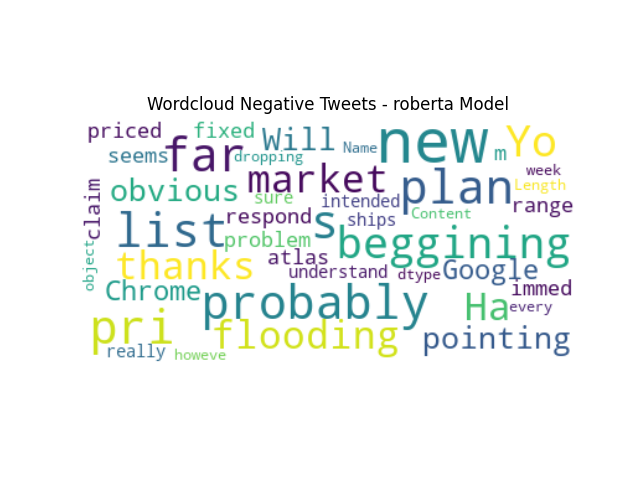 Wordcloud Negative Tweets - roberta Model
priced fixed Will new Yo
seems far dropping Name m
week
claim obvious market plan Length
sure intended range
list respond s ships Content
problem beggining
object thanks atlas understand dtype Google
Chrome probably immed
Ha every
pri flooding pointing
really howeve